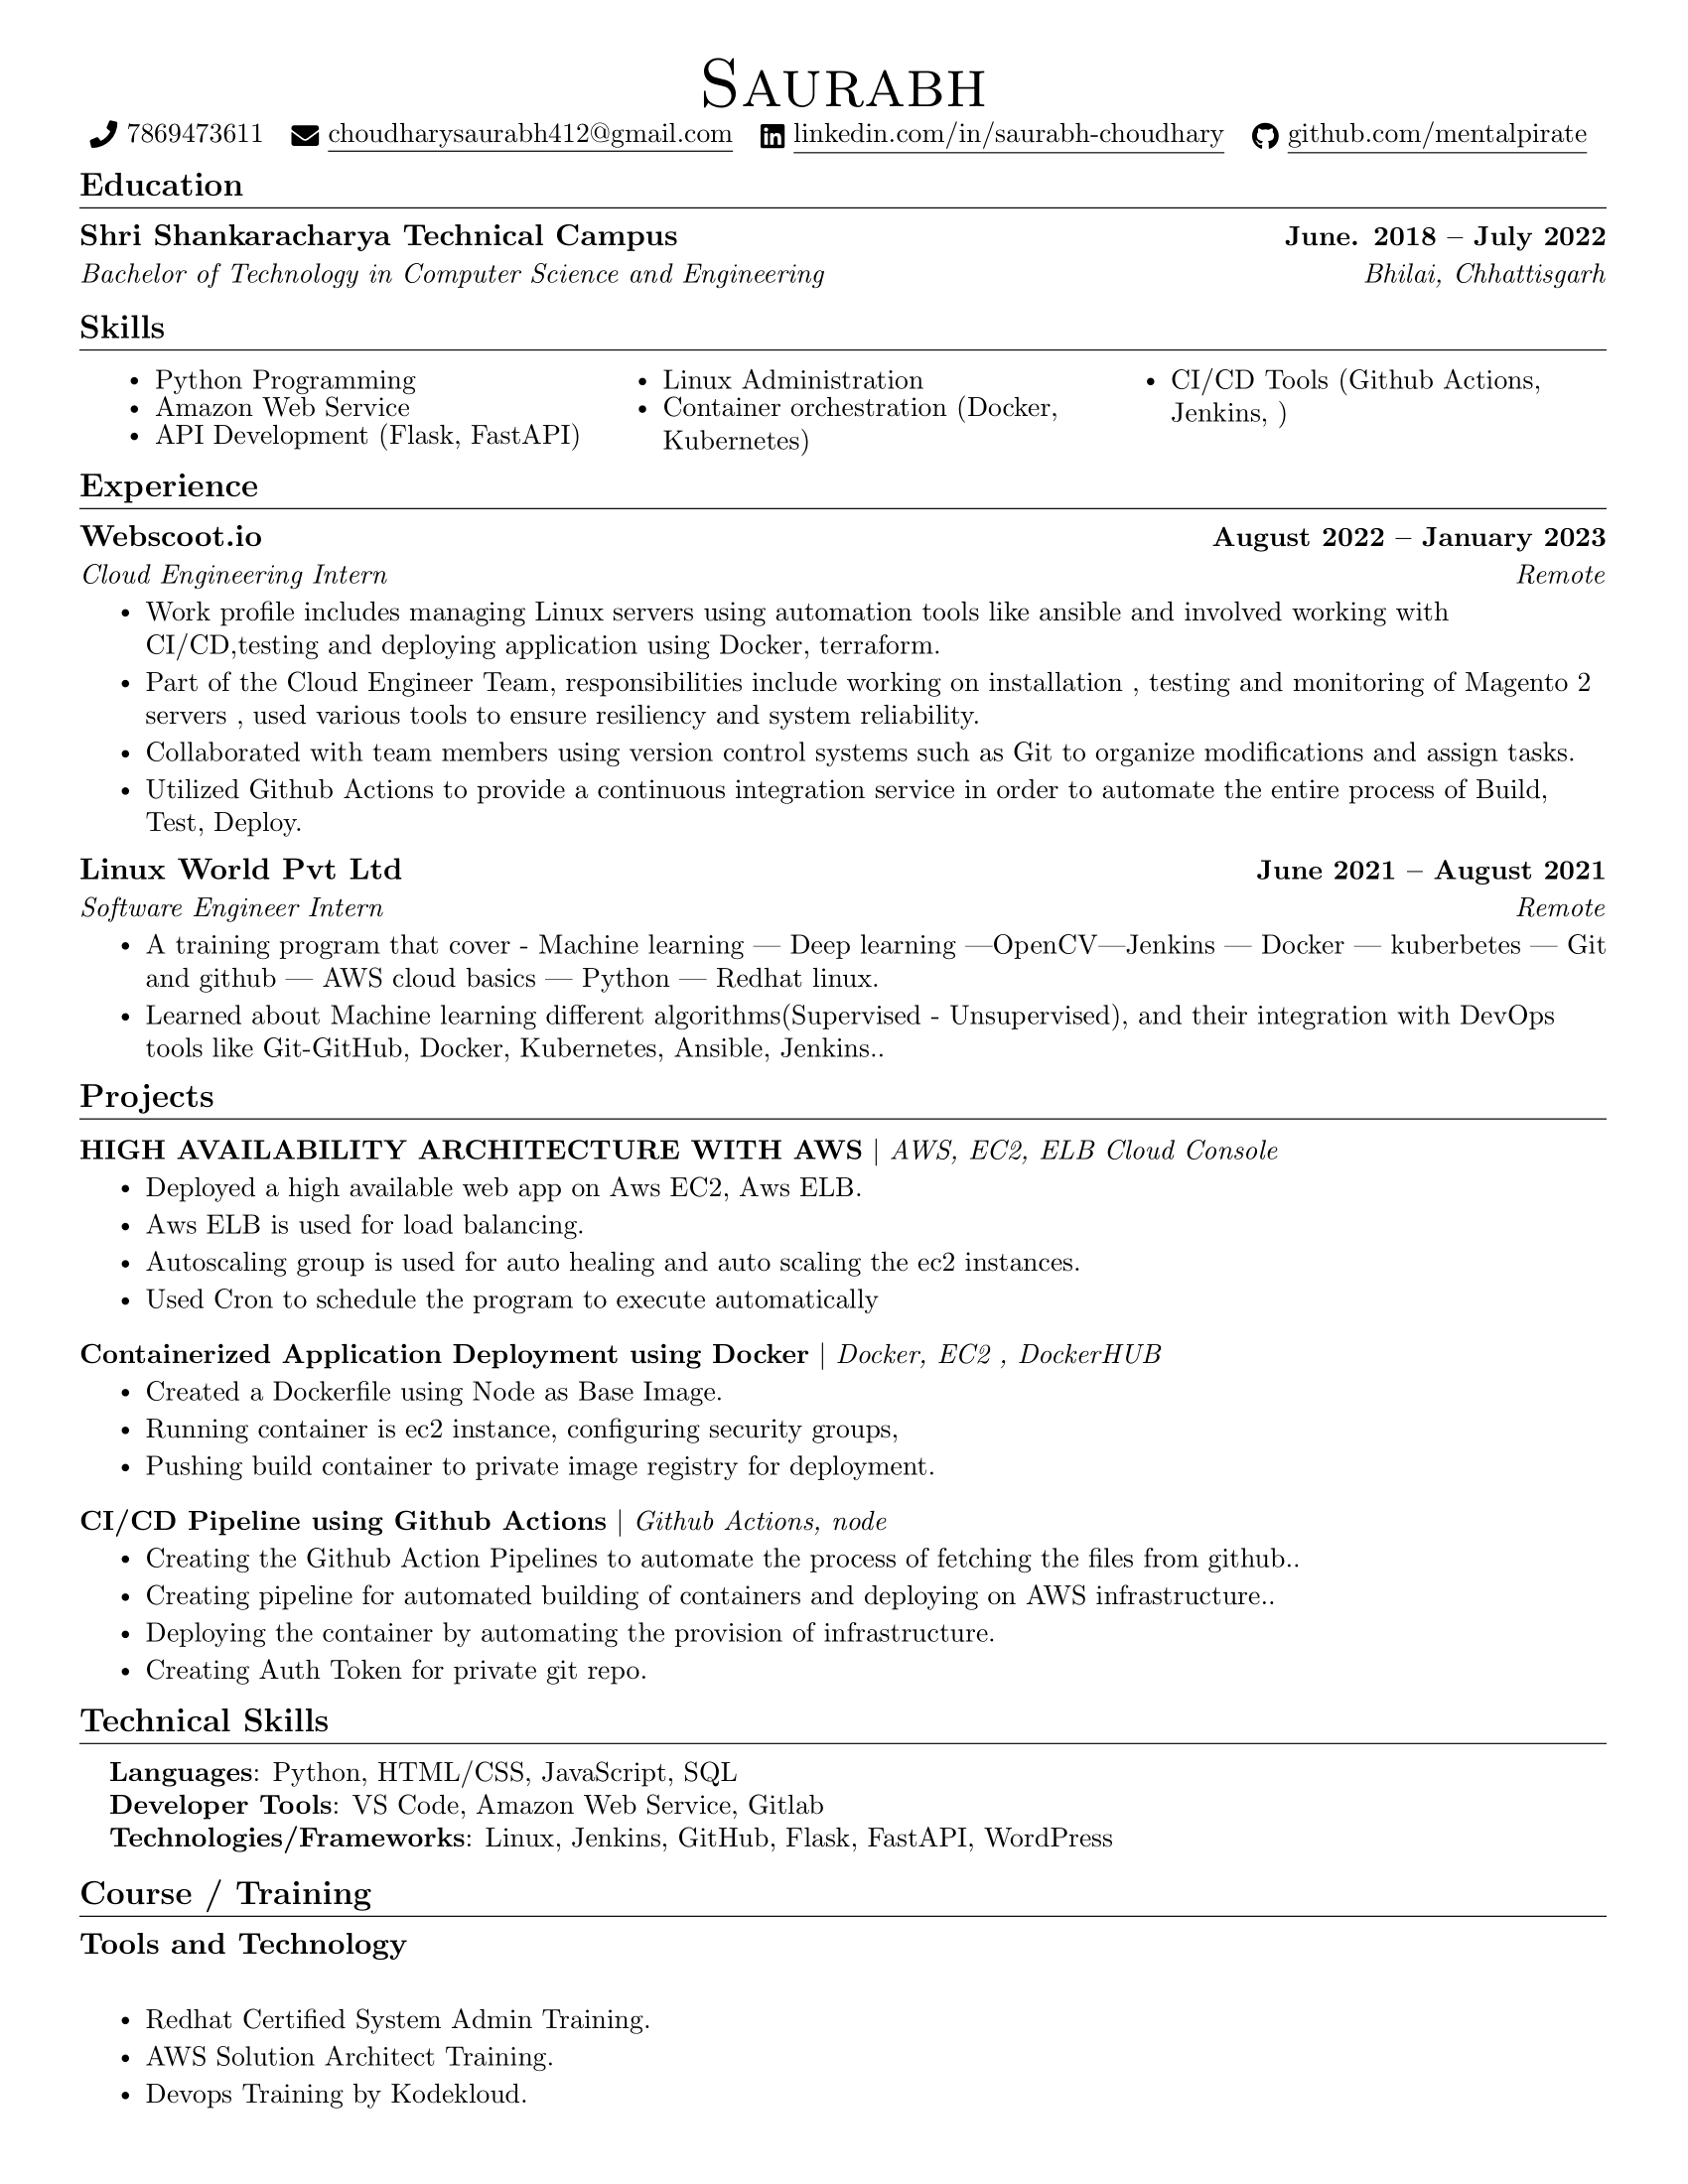 Saurabh
7869473611 choudharysaurabh412@gmail.com linkedin.com/in/saurabh-choudhary github.com/mentalpirate
Education
Shri Shankaracharya Technical Campus June. 2018 – July 2022
Bachelor of Technology in Computer Science and Engineering Bhilai, Chhattisgarh
Skills
• Python Programming
• Amazon Web Service
• API Development (Flask, FastAPI)
• Linux Administration
• Container orchestration (Docker,
Kubernetes)
• CI/CD Tools (Github Actions,
Jenkins, )
Experience
Webscoot.io August 2022 – January 2023
Cloud Engineering Intern Remote
• Work profile includes managing Linux servers using automation tools like ansible and involved working with
CI/CD,testing and deploying application using Docker, terraform.
• Part of the Cloud Engineer Team, responsibilities include working on installation , testing and monitoring of Magento 2
servers , used various tools to ensure resiliency and system reliability.
• Collaborated with team members using version control systems such as Git to organize modifications and assign tasks.
• Utilized Github Actions to provide a continuous integration service in order to automate the entire process of Build,
Test, Deploy.
Linux World Pvt Ltd June 2021 – August 2021
Software Engineer Intern Remote
• A training program that cover - Machine learning — Deep learning —OpenCV—Jenkins — Docker — kuberbetes — Git
and github — AWS cloud basics — Python — Redhat linux.
• Learned about Machine learning different algorithms(Supervised - Unsupervised), and their integration with DevOps
tools like Git-GitHub, Docker, Kubernetes, Ansible, Jenkins..
Projects
HIGH AVAILABILITY ARCHITECTURE WITH AWS | AWS, EC2, ELB Cloud Console
• Deployed a high available web app on Aws EC2, Aws ELB.
• Aws ELB is used for load balancing.
• Autoscaling group is used for auto healing and auto scaling the ec2 instances.
• Used Cron to schedule the program to execute automatically
Containerized Application Deployment using Docker | Docker, EC2 , DockerHUB
• Created a Dockerfile using Node as Base Image.
• Running container is ec2 instance, configuring security groups,
• Pushing build container to private image registry for deployment.
CI/CD Pipeline using Github Actions | Github Actions, node
• Creating the Github Action Pipelines to automate the process of fetching the files from github..
• Creating pipeline for automated building of containers and deploying on AWS infrastructure..
• Deploying the container by automating the provision of infrastructure.
• Creating Auth Token for private git repo.
Technical Skills
Languages: Python, HTML/CSS, JavaScript, SQL
Developer Tools: VS Code, Amazon Web Service, Gitlab
Technologies/Frameworks: Linux, Jenkins, GitHub, Flask, FastAPI, WordPress
Course / Training
Tools and Technology
• Redhat Certified System Admin Training.
• AWS Solution Architect Training.
• Devops Training by Kodekloud.